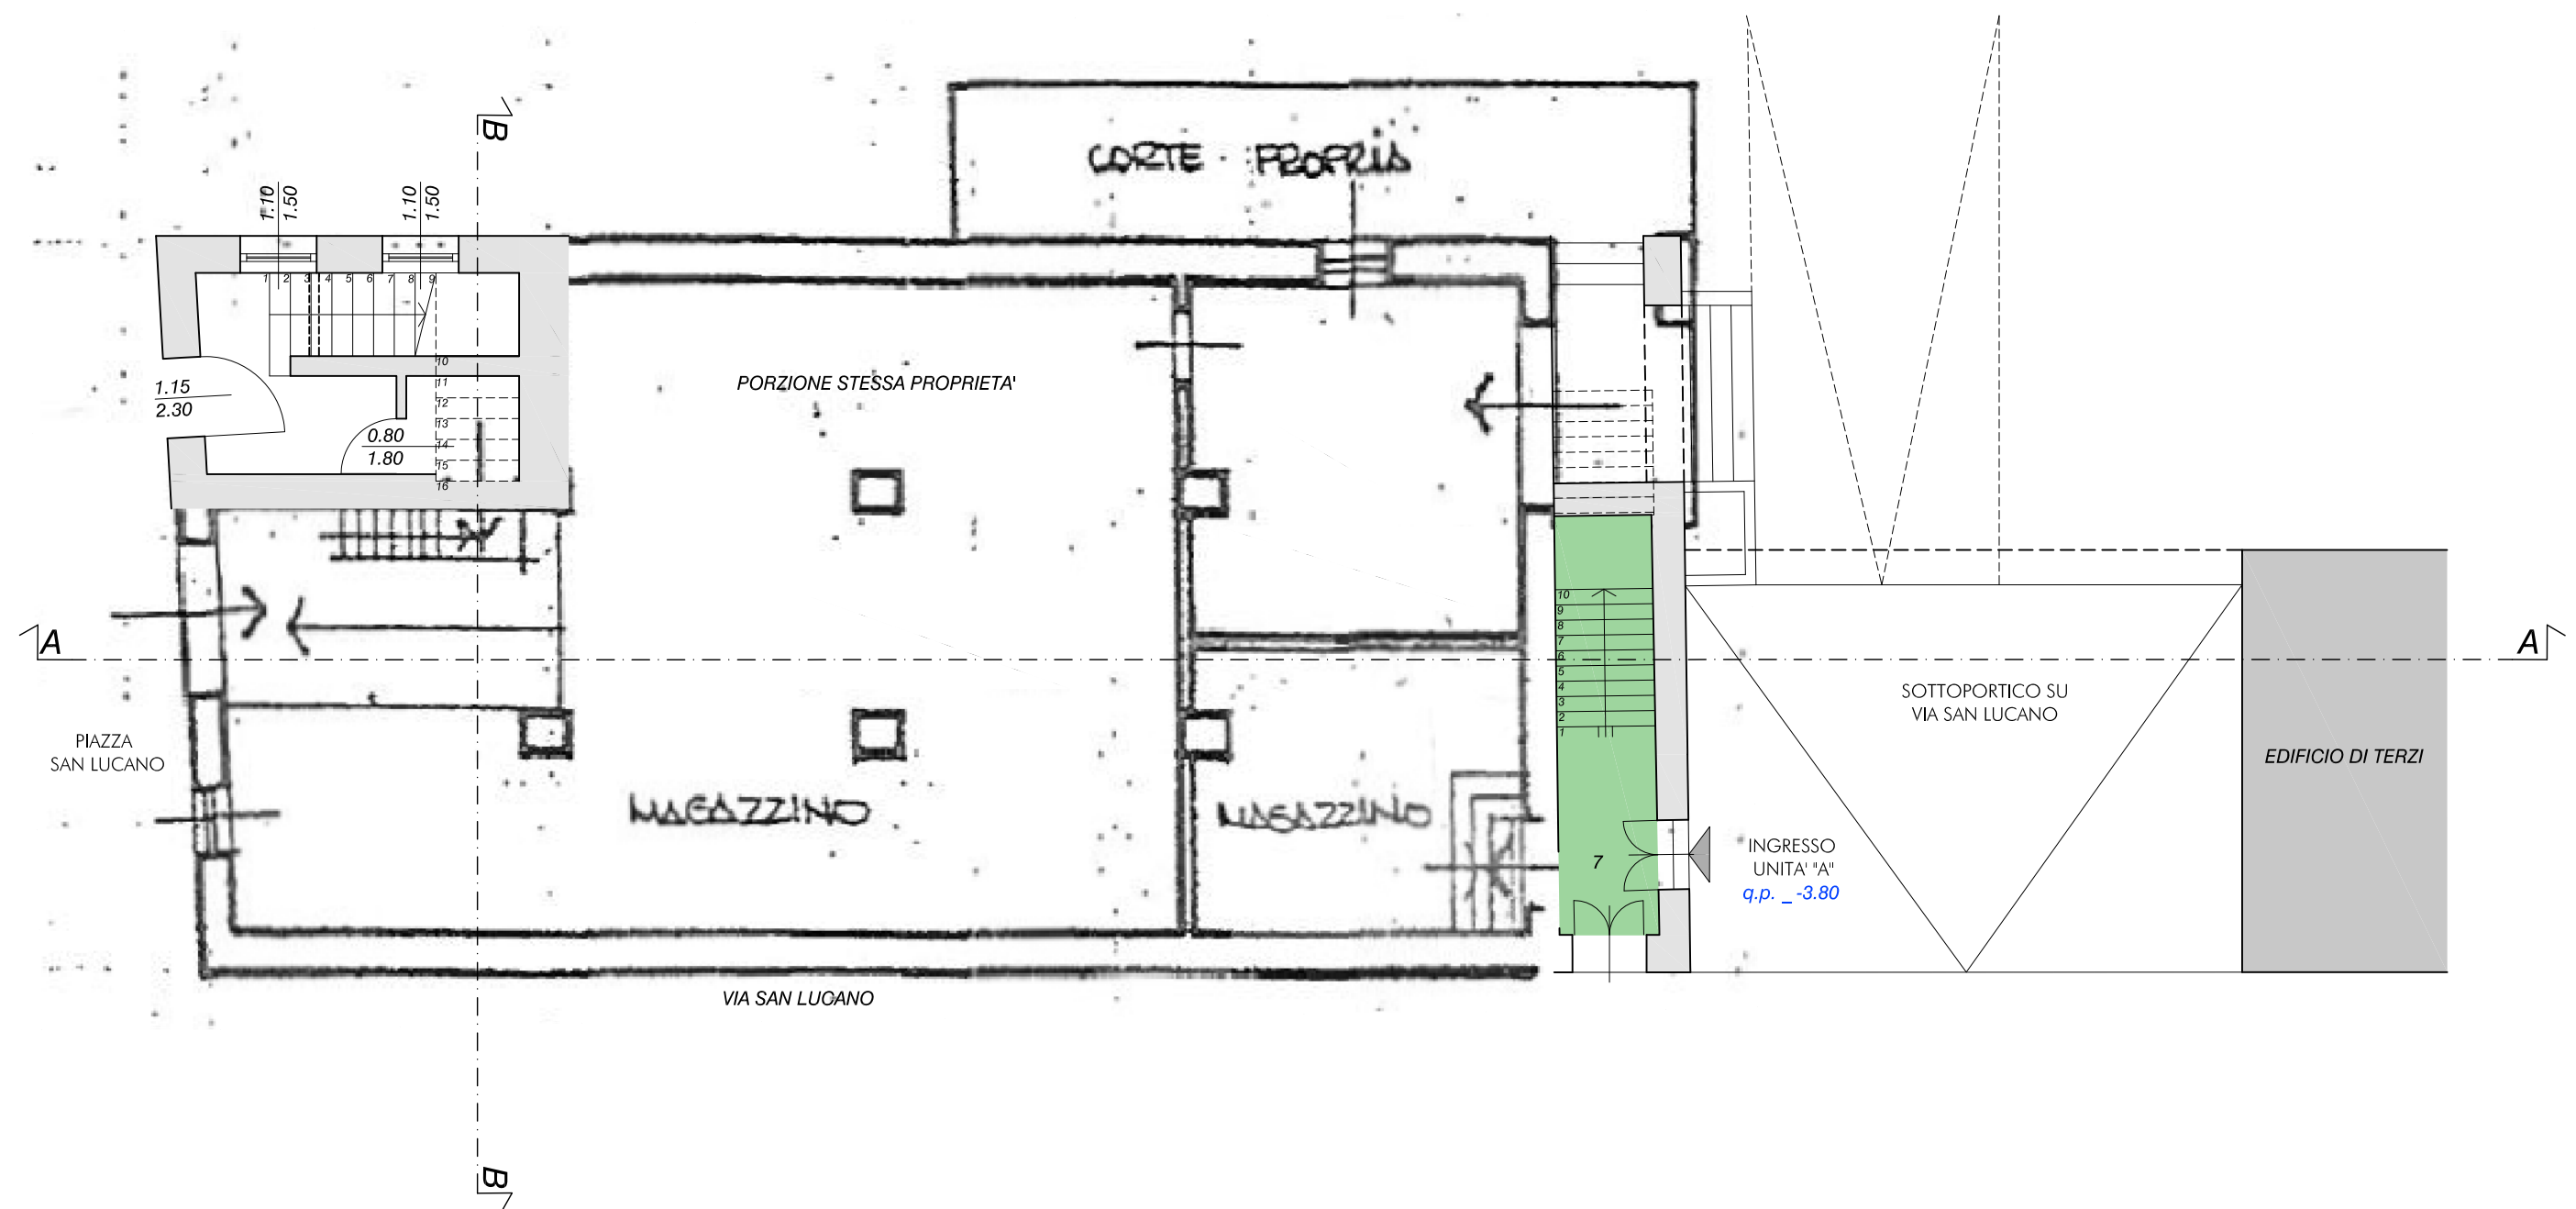 B
CORTE - PROPRIA
1.10
1.50
1.10
1.50
1 2 3 4 5 6 7 8 9
10
11
12
13
14
15
16
1.15
2.30
0.80
1.80
PORZIONE STESSA PROPRIETA'
10
9
8
7
6
5
4
3
2
1
A
A
SOTTOPORTICO SU
VIA SAN LUCANO
PIAZZA
SAN LUCANO
EDIFICIO DI TERZI
MAGAZZINO
MAGAZZINO
7
INGRESSO
UNITA' "A"
q.p. _ -3.80
VIA SAN LUCANO
B